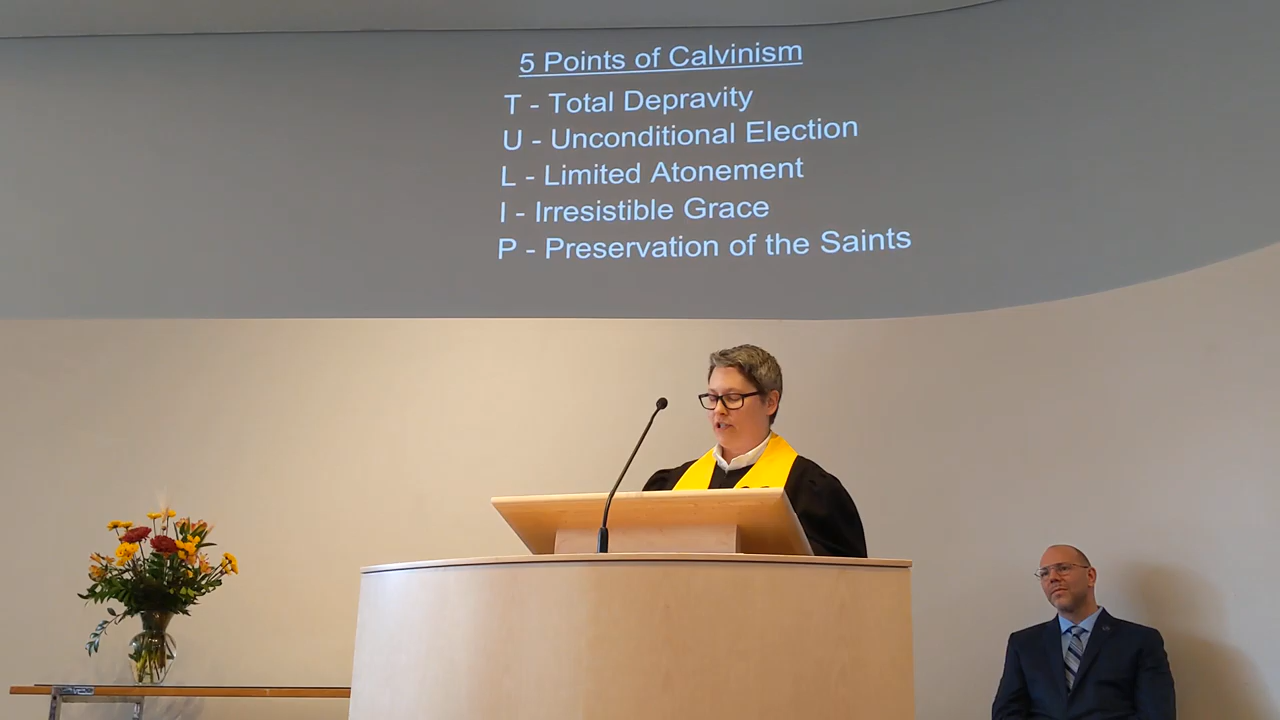 5 Points of Calvinism
T - Total Depravity
U - Unconditional Election
L - Limited Atonement
I - Irresistible Grace
P - Preservation of the Saints